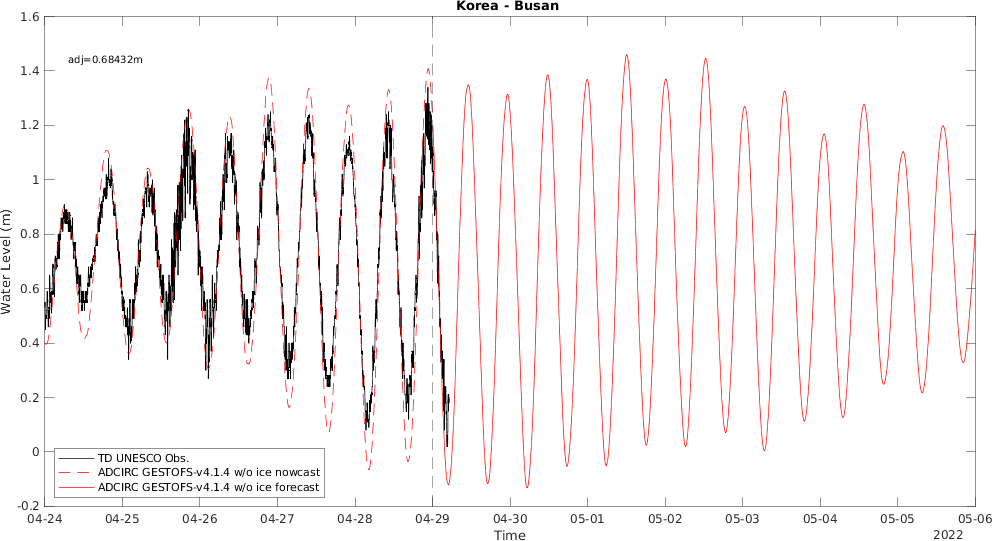 Korea - Busan
adj=0.68432m
1.6
1.4
1.2
1
0.8
0.6
0.4
0.2
0
-0.2
Water Level (m)
TD UNESCO Obs.
ADCIRC GESTOFS-v4.1.4 w/o ice nowcast
ADCIRC GESTOFS-v4.1.4 w/o ice forecast
04-24 04-25 04-26 04-27 04-28 04-29 04-30 05-01 05-02 05-03 05-04 05-05 05-06
Time
2022